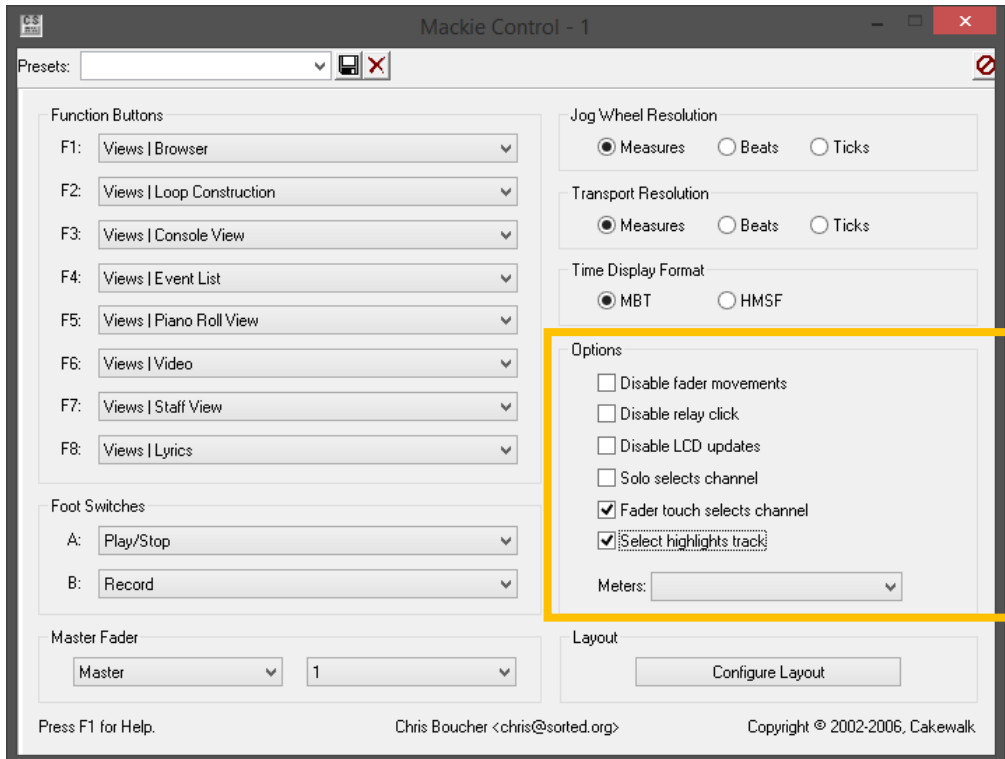 Mackie Control - 1
Presets:
Function Buttons
F1: Views | Browser
F2: Views | Loop Construction
F3: Views | Console View
F4: Views | Event List
F5: Views | Piano Roll View
F6: Views | Video
F7: Views | Staff View
F8: Views | Lyrics
Foot Switches
A: Play/Stop
B: Record
Master Fader
Master 1
Jog Wheel Resolution
Measures Beats Ticks
Transport Resolution
Measures Beats Ticks
Time Display Format
MBT HMSF
Options
Disable fader movements
Disable relay click
Disable LCD updates
Solo selects channel
Fader touch selects channel
Select highlights track
Meters:
Layout
Configure Layout
Press F1 for Help. Chris Boucher <chris@sorted.org> Copyright © 2002-2006, Cakewalk